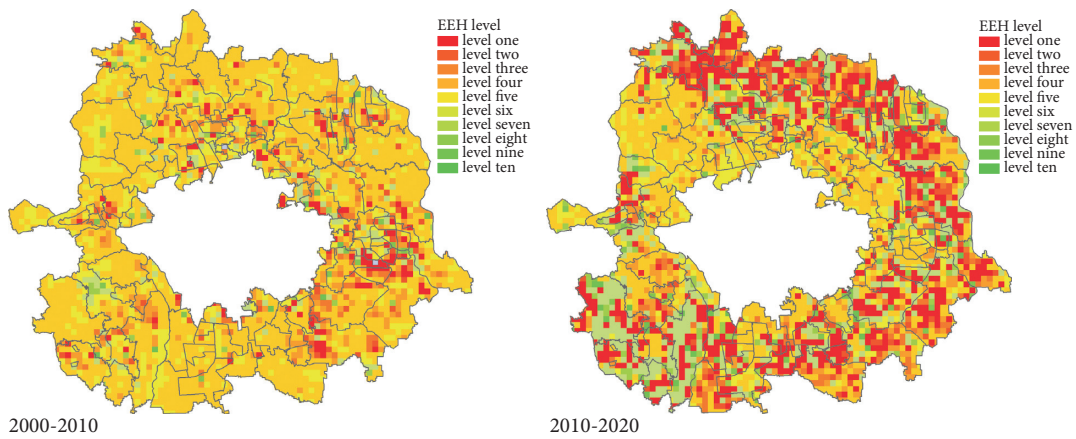 EEH level
level one
level two
level three
level four
level five
level six
level seven
level eight
level nine
level ten
2000-2010
EEH level
level one
level two
level three
level four
level five
level six
level seven
level eight
level nine
level ten
2010-2020